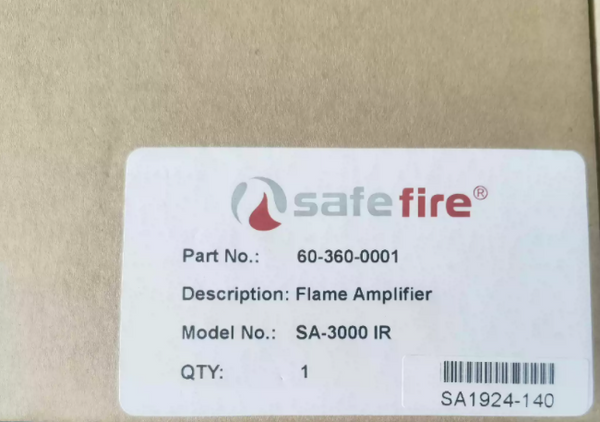 safefire®
Part No.: 60-360-0001
Description: Flame Amplifier
Model No.: SA-3000 IR
QTY: 1
SA1924-140